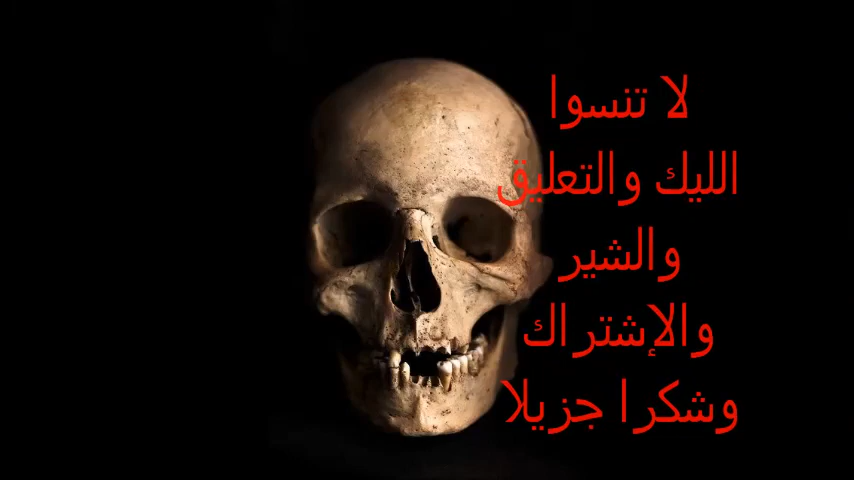 لا تنسوا
الليك والتعليق
والشير
والإشتراك
وشكرا جزيلا